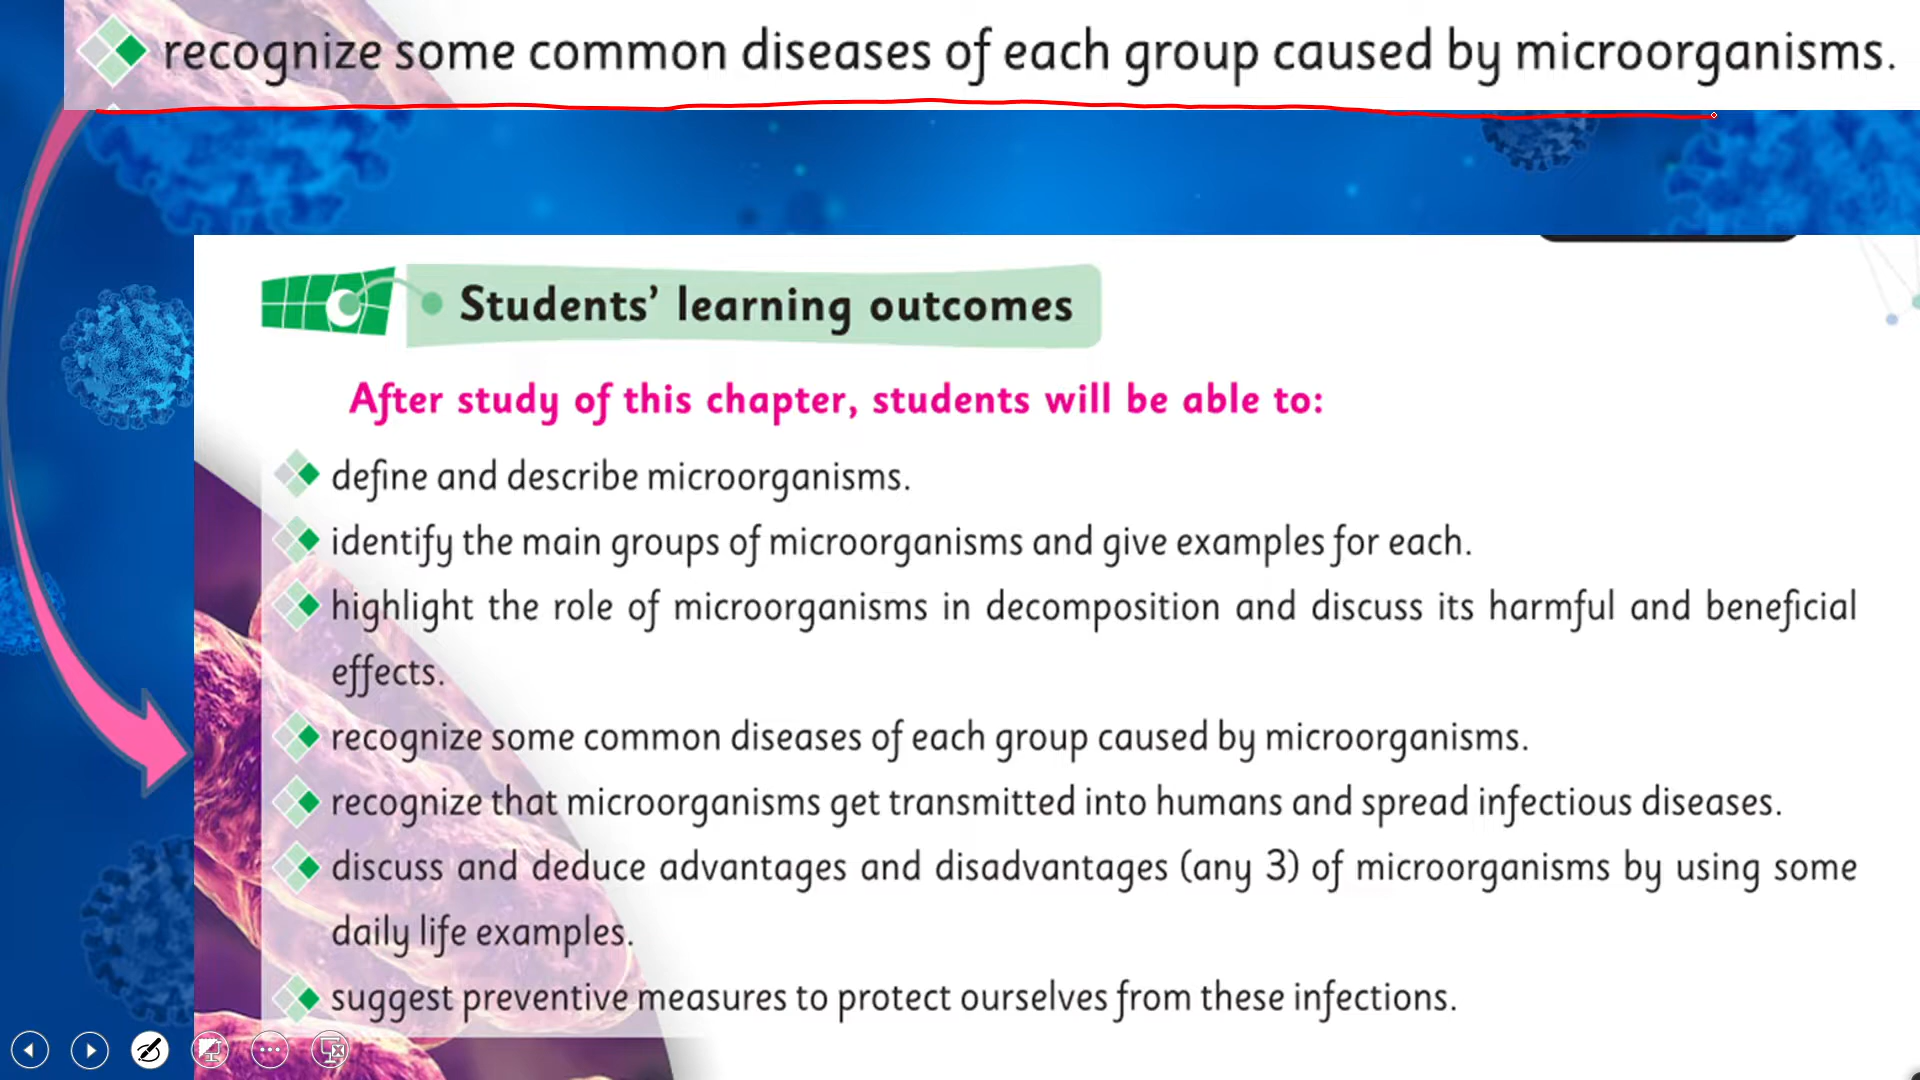 recognize some common diseases of each group caused by microorganisms.
Students' learning outcomes
After study of this chapter, students will be able to:
define and describe microorganisms.
identify the main groups of microorganisms and give examples for each.
highlight the role of microorganisms in decomposition and discuss its harmful and beneficial
effects.
recognize some common diseases of each group caused by microorganisms.
recognize that microorganisms get transmitted into humans and spread infectious diseases.
discuss and deduce advantages and disadvantages (any 3) of microorganisms by using some
daily life examples.
suggest preventive measures to protect ourselves from these infections.